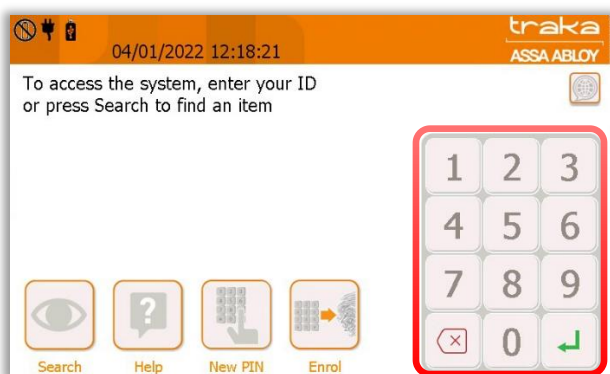 traka
04/01/2022 12:18:21
ASSA ABLOY
To access the system, enter your ID
or press Search to find an item
1 2 3
4 5 6
7 8 9
0
Search Help New PIN Enrol